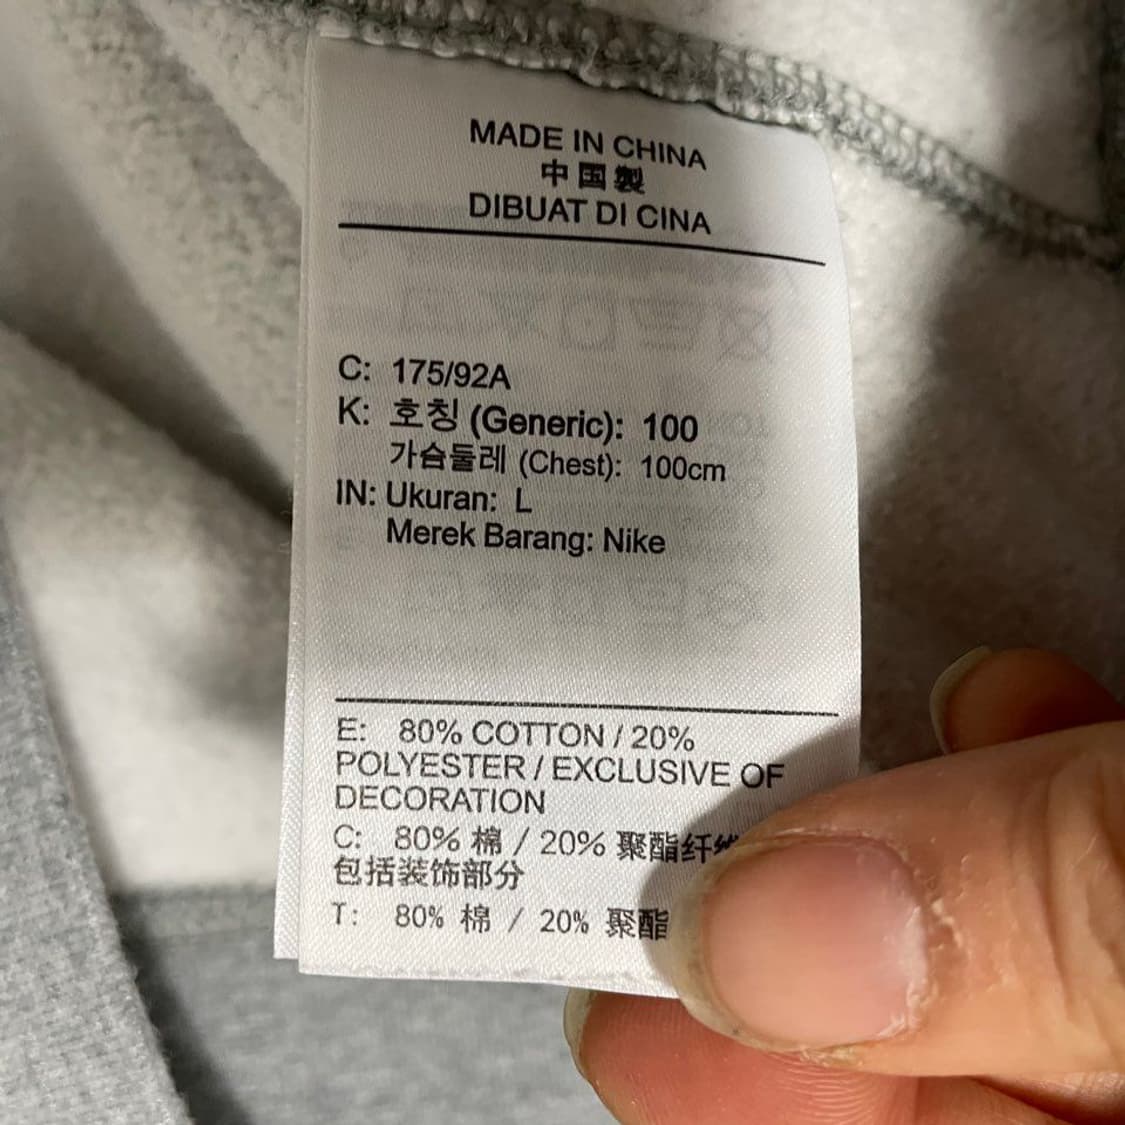 MADE IN CHINA
中国製
DIBUAT DI CINA
C: 175/92A
K: 호칭 (Generic): 100
가슴둘레 (Chest): 100cm
IN: Ukuran: L
Merek Barang: Nike
E: 80% COTTON / 20%
POLYESTER / EXCLUSIVE OF
DECORATION
C: 80% 棉 / 20% 聚酯纤
包括装饰部分
T: 80% 棉 / 20% 聚酯